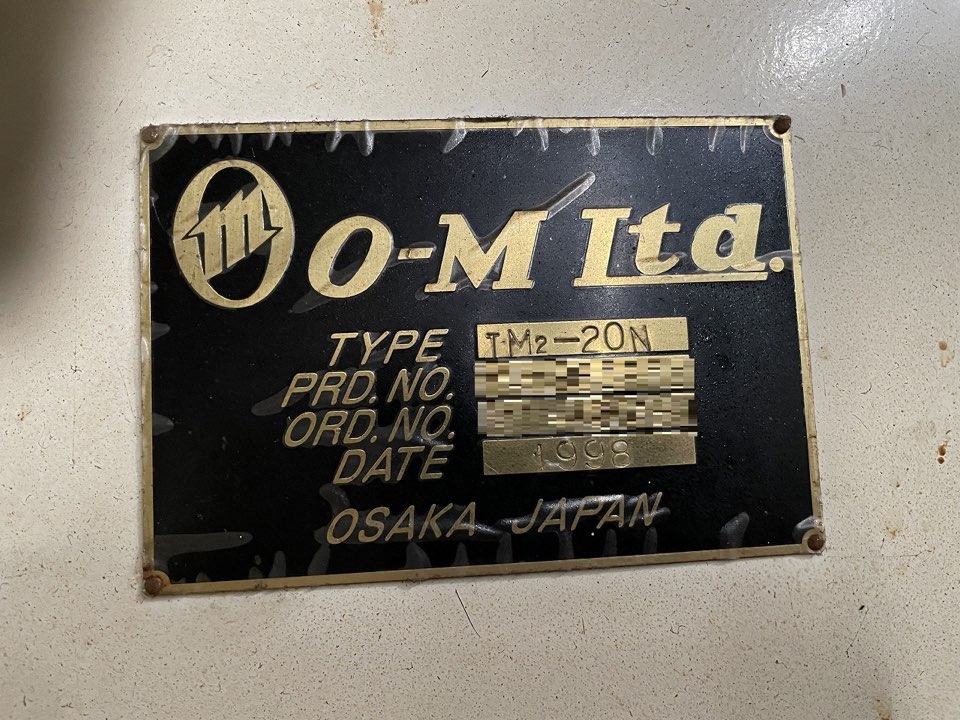 m O-M Ltd.
TYPE TM2-20N
PRD. NO.
ORD. NO.
DATE 1998
OSAKA JAPAN